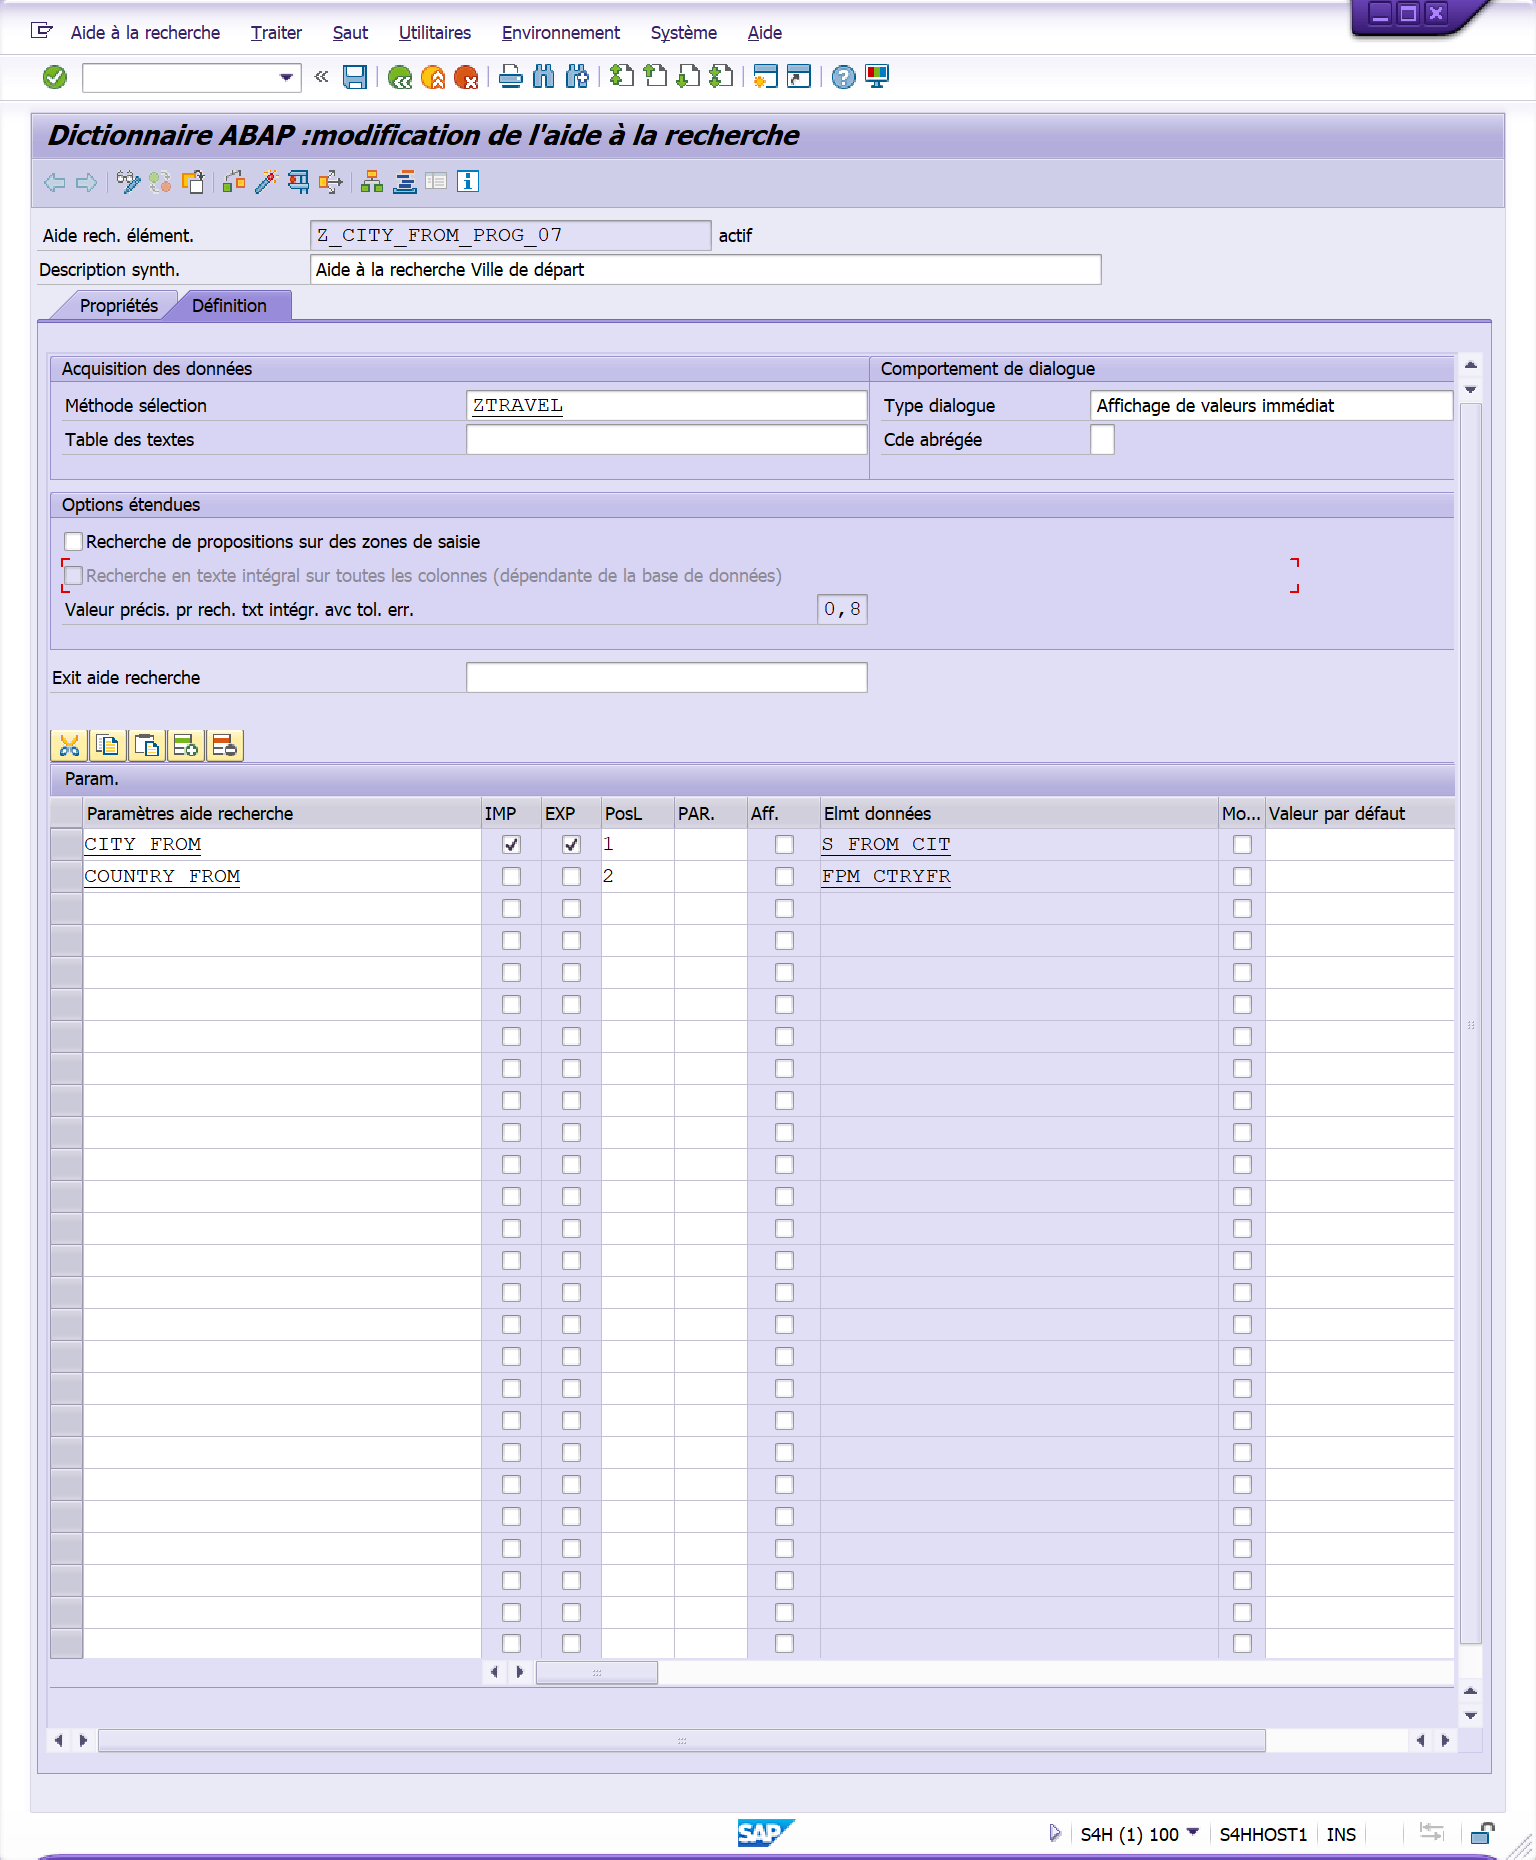 Aide à la recherche Traiter Saut Utilitaires Environnement Système Aide
Dictionnaire ABAP :modification de l'aide à la recherche
Aide rech. élément. Z_CITY_FROM_PROG_07 actif
Description synth. Aide à la recherche Ville de départ
Propriétés Définition
Acquisition des données Comportement de dialogue
Méthode sélection ZTRAVEL Type dialogue Affichage de valeurs immédiat
Table des textes Cde abrégée
Options étendues
Recherche de propositions sur des zones de saisie
Recherche en texte intégral sur toutes les colonnes (dépendante de la base de données)
Valeur précis. pr rech. txt intégr. avc tol. err. 0,8
Exit aide recherche
Param.
Paramètres aide recherche IMP EXP PosL PAR. Aff. Elmt données Mo... Valeur par défaut
CITY_FROM 1 S_FROM_CIT
COUNTRY_FROM 2 FPM_CTRYFR
SAP S4H (1) 100 S4HHOST1 INS